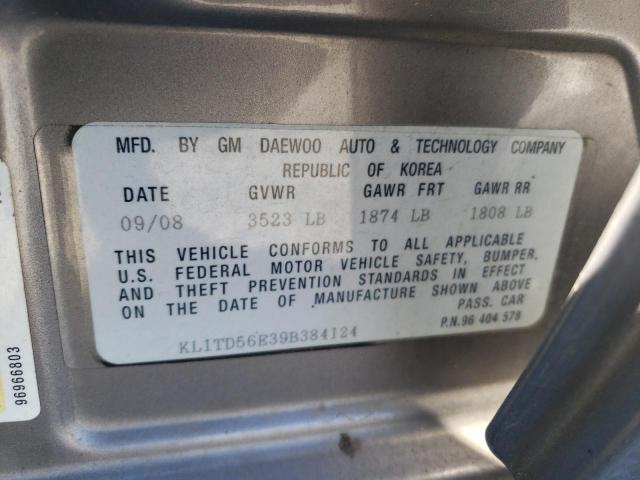 MFD. BY GM DAEWOO AUTO & TECHNOLOGY COMPANY
REPUBLIC OF KOREA
DATE GVWR GAWR FRT GAWR RR
09/08 3523 LB 1874 LB 1808 LB
THIS VEHICLE CONFORMS TO ALL APPLICABLE
U.S. FEDERAL MOTOR VEHICLE SAFETY, BUMPER,
AND THEFT PREVENTION STANDARDS IN EFFECT
ON THE DATE OF MANUFACTURE SHOWN ABOVE
PASS. CAR
P.N.96 404 578
KL1TD56E39B384124
96966803